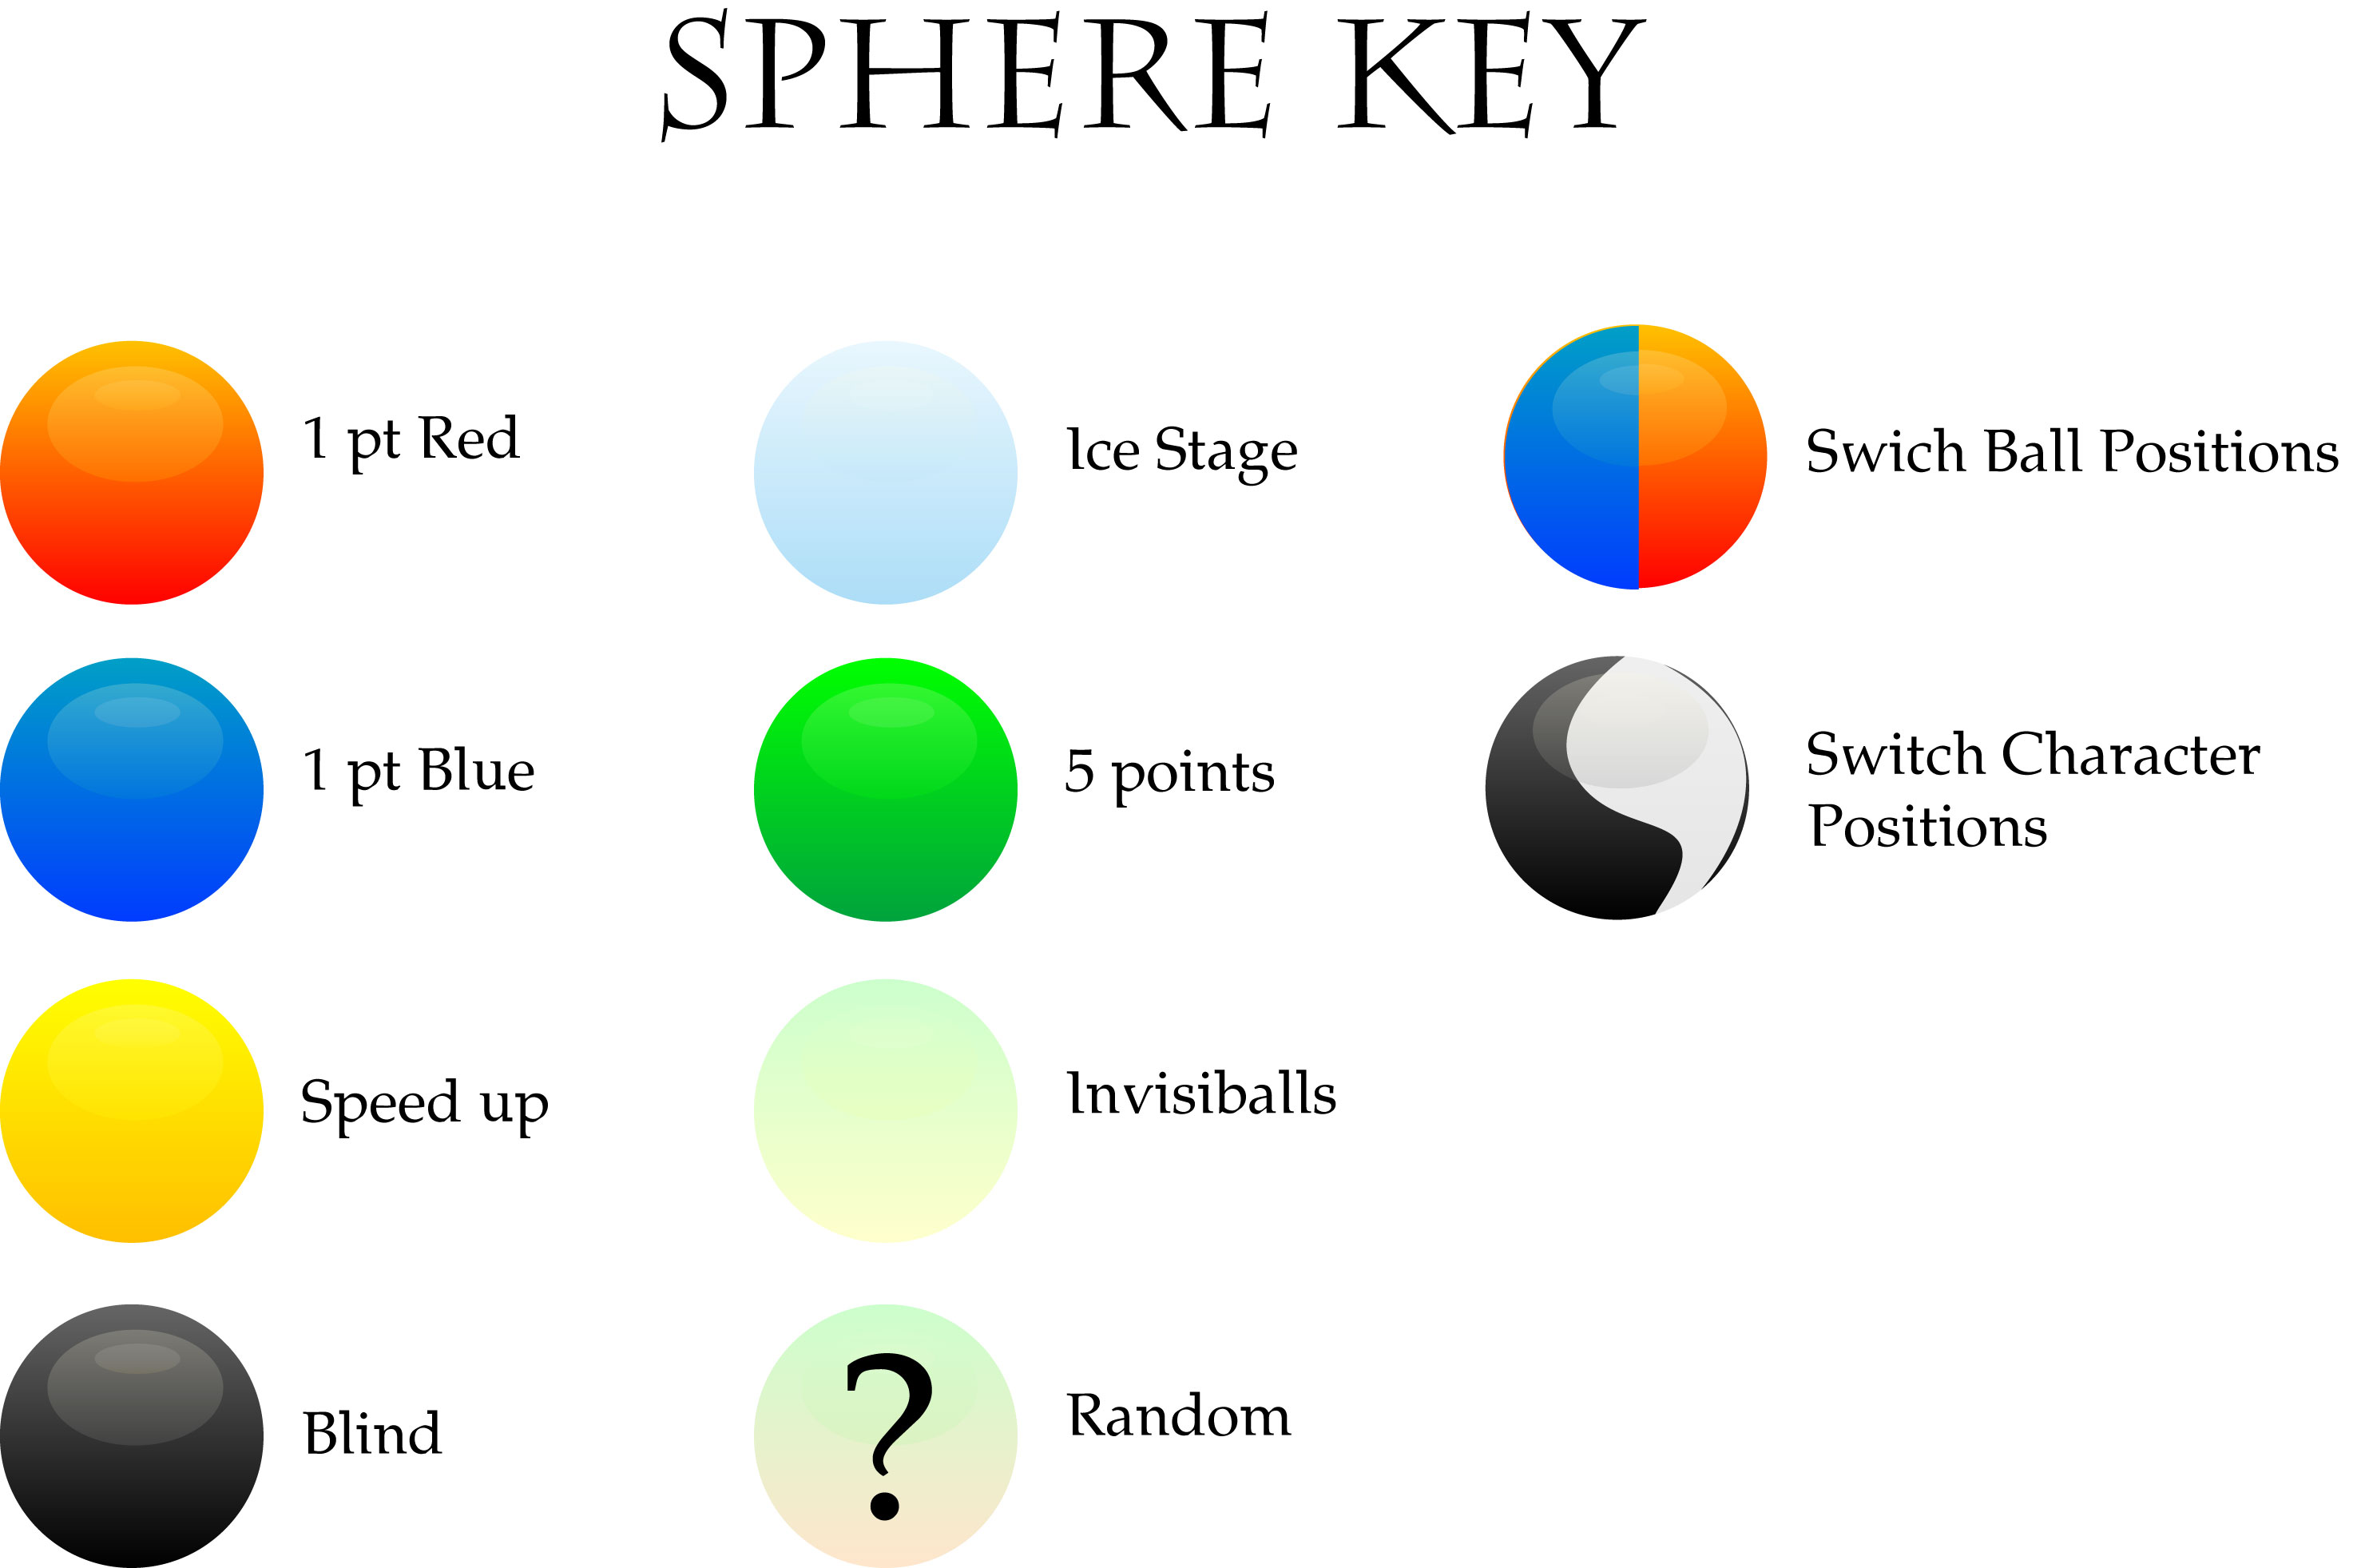 SPHERE KEY
1 pt Red
Ice Stage
Swich Ball Positions
1 pt Blue
5 points
Switch Character
Positions
Speed up
Invisiballs
Blind
?
Random